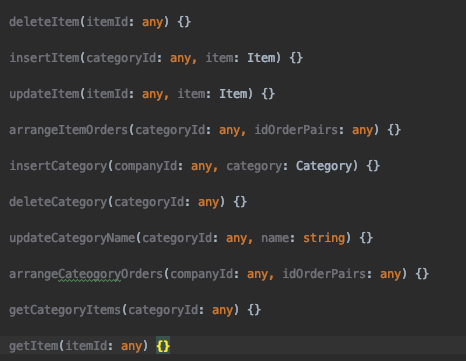 deleteItem(itemId: any) {}
insertItem(categoryId: any, item: Item) {}
updateItem(itemId: any, item: Item) {}
arrangeItemOrders(categoryId: any, idOrderPairs: any) {}
insertCategory(companyId: any, category: Category) {}
deleteCategory(categoryId: any) {}
updateCategoryName(categoryId: any, name: string) {}
arrangeCateogoryOrders(companyId: any, idOrderPairs: any) {}
getCategoryItems(categoryId: any) {}
getItem(itemId: any) {}